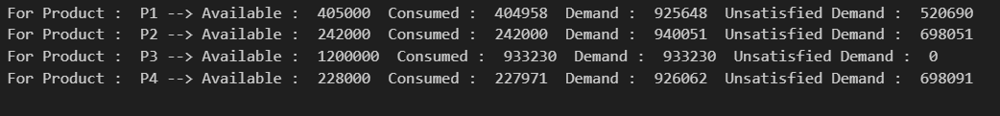 For Product :  P1 --> Available :  405000  Consumed :  404958  Demand :  925648  Unsatisfied Demand :  520690
For Product :  P2 --> Available :  242000  Consumed :  242000  Demand :  940051  Unsatisfied Demand :  698051
For Product :  P3 --> Available :  1200000  Consumed :  933230  Demand :  933230  Unsatisfied Demand :  0
For Product :  P4 --> Available :  228000  Consumed :  227971  Demand :  926062  Unsatisfied Demand :  698091